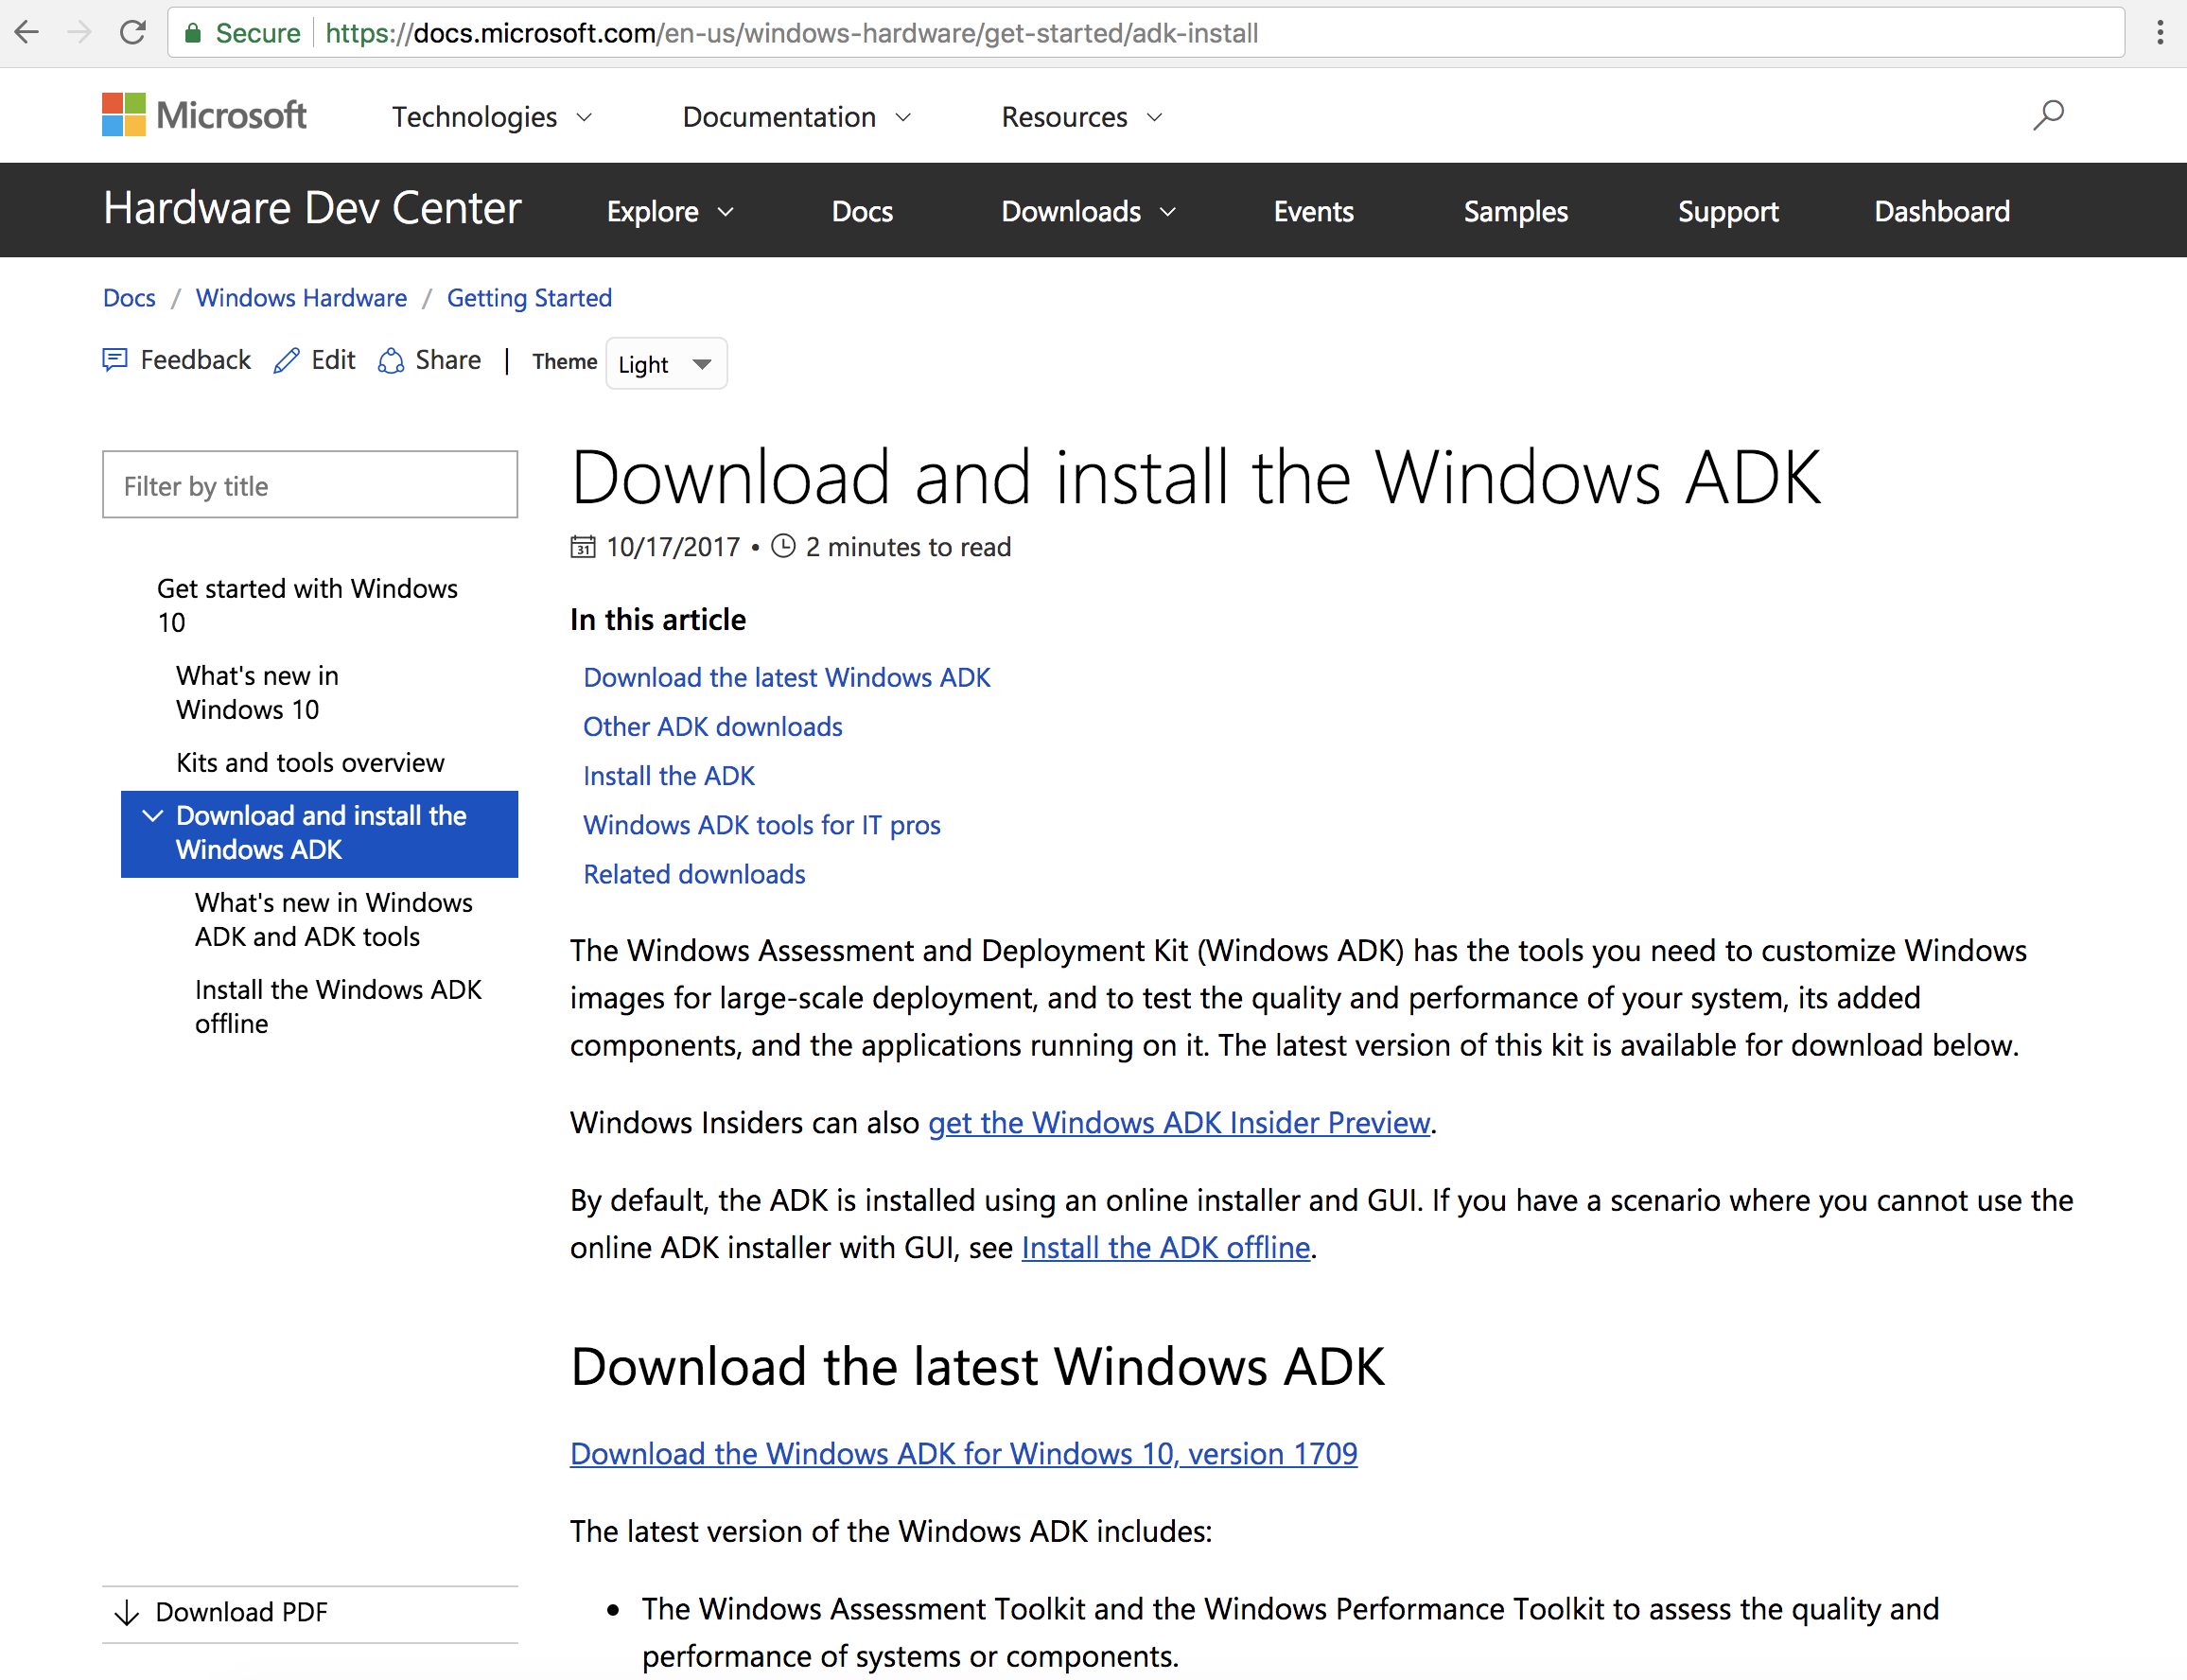 Secure https://docs.microsoft.com/en-us/windows-hardware/get-started/adk-install
Microsoft Technologies Documentation Resources
Hardware Dev Center Explore Docs Downloads Events Samples Support Dashboard
Docs / Windows Hardware / Getting Started
Feedback Edit Share | Theme Light
Filter by title
Get started with Windows
10
What's new in
Windows 10
Kits and tools overview
Download and install the
Windows ADK
What's new in Windows
ADK and ADK tools
Install the Windows ADK
offline
Download PDF
Download and install the Windows ADK
31 10/17/2017 • 2 minutes to read
In this article
Download the latest Windows ADK
Other ADK downloads
Install the ADK
Windows ADK tools for IT pros
Related downloads
The Windows Assessment and Deployment Kit (Windows ADK) has the tools you need to customize Windows
images for large-scale deployment, and to test the quality and performance of your system, its added
components, and the applications running on it. The latest version of this kit is available for download below.
Windows Insiders can also get the Windows ADK Insider Preview.
By default, the ADK is installed using an online installer and GUI. If you have a scenario where you cannot use the
online ADK installer with GUI, see Install the ADK offline.
Download the latest Windows ADK
Download the Windows ADK for Windows 10, version 1709
The latest version of the Windows ADK includes:
• The Windows Assessment Toolkit and the Windows Performance Toolkit to assess the quality and
performance of systems or components.